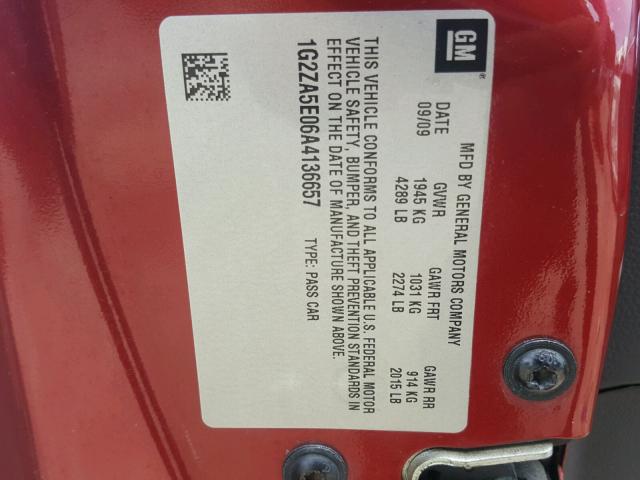 GM
®
MFD BY GENERAL MOTORS COMPANY
DATE GVWR GAWR FRT GAWR RR
09/09 1945 KG 1031 KG 914 KG
4289 LB 2274 LB 2015 LB
THIS VEHICLE CONFORMS TO ALL APPLICABLE U.S. FEDERAL MOTOR
VEHICLE SAFETY, BUMPER, AND THEFT PREVENTION STANDARDS IN
EFFECT ON THE DATE OF MANUFACTURE SHOWN ABOVE.
1G2ZA5E06A4136657 TYPE: PASS CAR